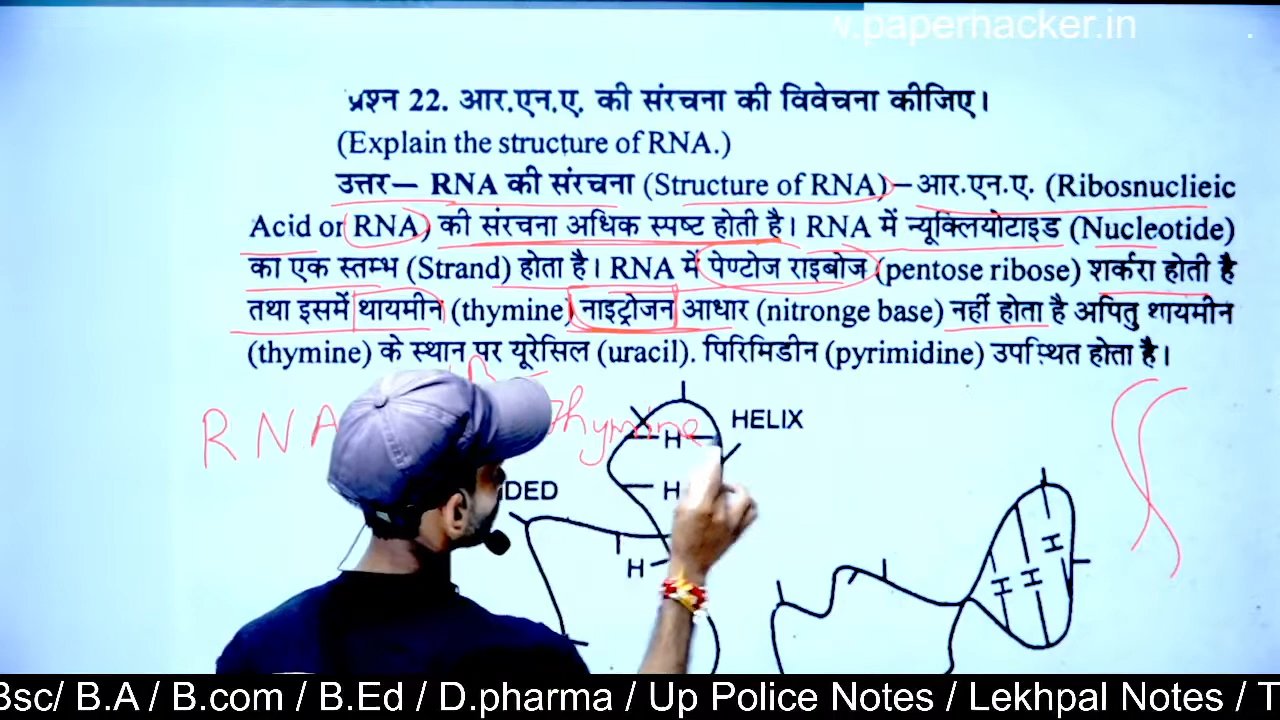 w.paperhacker.in
प्रश्न 22. आर.एन.ए. की संरचना की विवेचना कीजिए।
(Explain the structure of RNA.)
उत्तर— RNA की संरचना (Structure of RNA)–आर.एन.ए. (Ribosnuclieic
Acid or RNA) की संरचना अधिक स्पष्ट होती है। RNA में न्यूक्लियोटाइड (Nucleotide)
का एक स्तम्भ (Strand) होता है। RNA में पेण्टोज राइबोज (pentose ribose) शर्करा होती है
तथा इसमें थायमीन (thymine) नाइट्रोजन आधार (nitronge base) नहीं होता है अपितु थायमीन
(thymine) के स्थान पर यूरेसिल (uracil). पिरिमिडीन (pyrimidine) उपस्थित होता है।
RNA Thymine
HELIX
H
H
DED
H
H
H
H
Bsc/ B.A / B.com / B.Ed / D.pharma / Up Police Notes / Lekhpal Notes / T